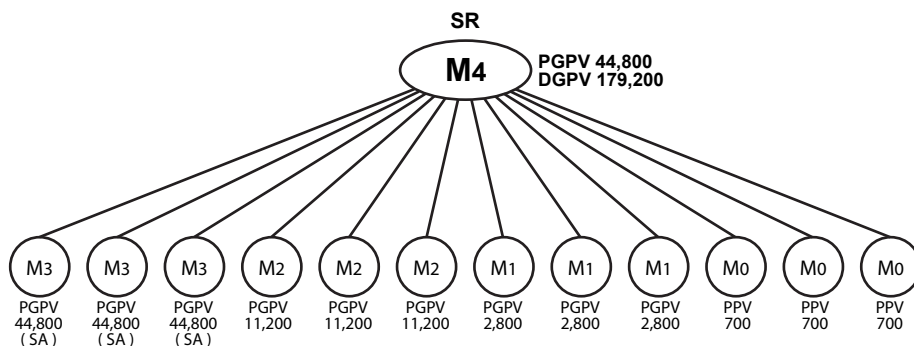 SR
M4
PGPV 44,800
DGPV 179,200
M3 M3 M3 M2 M2 M2 M1 M1 M1 M0 M0 M0
PGPV PGPV PGPV PGPV PGPV PGPV PGPV PGPV PGPV PPV PPV PPV
44,800 44,800 44,800 11,200 11,200 11,200 2,800 2,800 2,800 700 700 700
( SA ) ( SA ) ( SA )